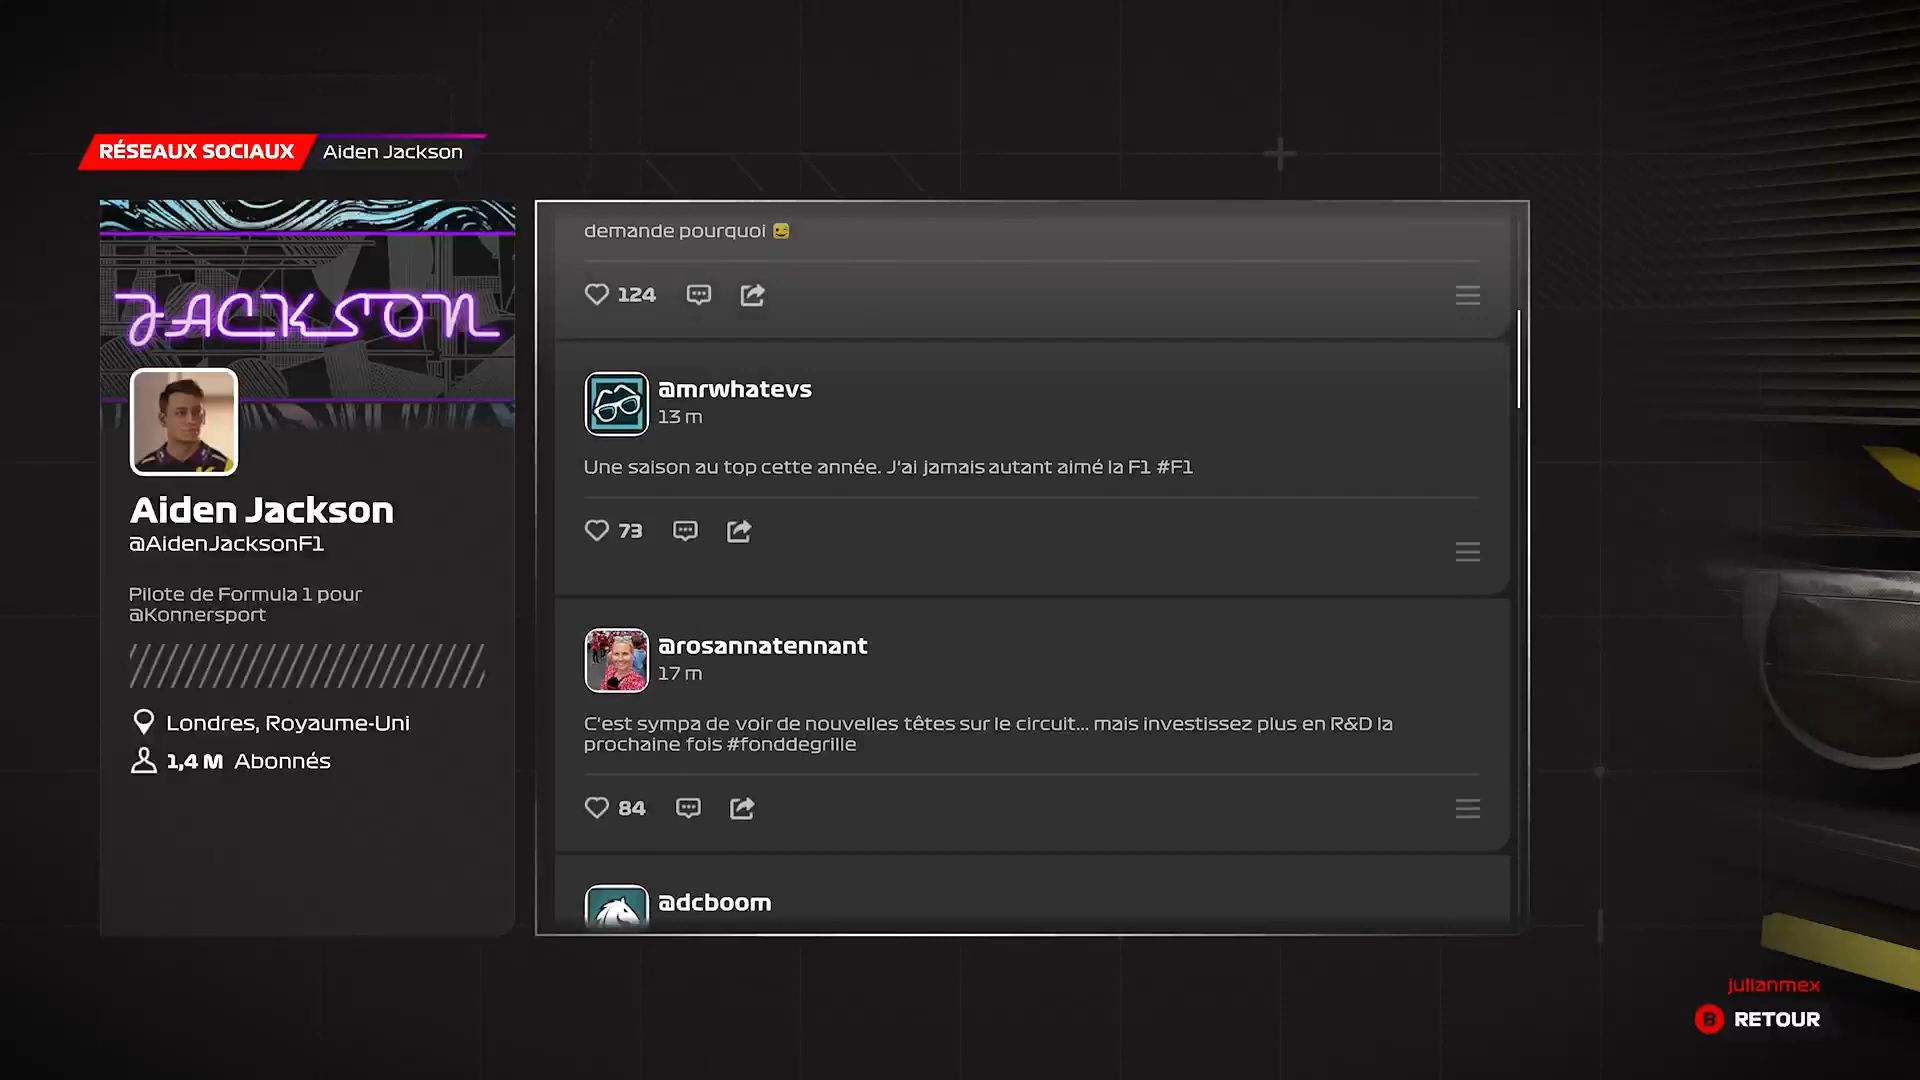 RÉSEAUX SOCIAUX
Aiden Jackson
JACKSON
Aiden Jackson
@AidenJacksonF1
Pilote de Formula 1 pour
@Konnersport
Londres, Royaume-Uni
1,4 M Abonnés
demande pourquoi 😉
124
@mrwhatevs
13 m
Une saison au top cette année. J'ai jamais autant aimé la F1 #F1
73
@rosannatennant
17 m
C'est sympa de voir de nouvelles têtes sur le circuit... mais investissez plus en R&D la
prochaine fois #fonddegrille
84
@dcboom
julianmex
B RETOUR